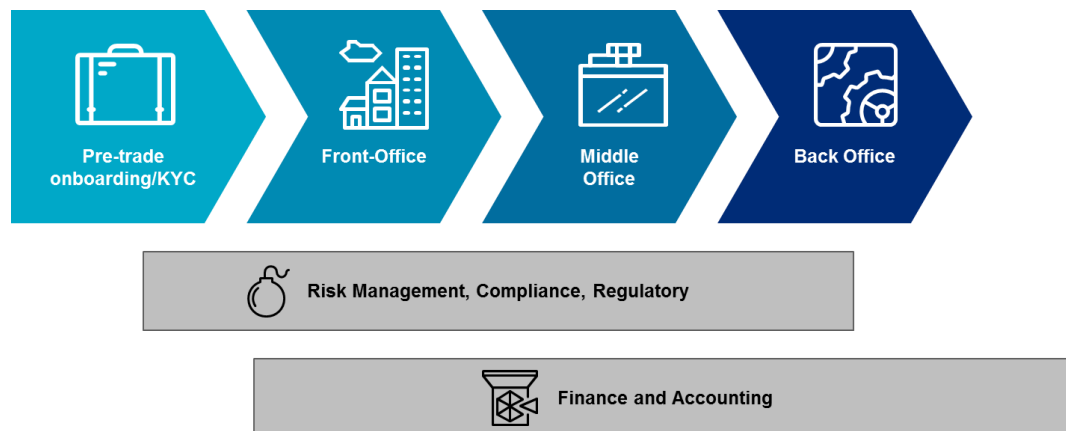 Pre-trade
onboarding/KYC
Front-Office
Middle
Office
Back Office
Risk Management, Compliance, Regulatory
Finance and Accounting